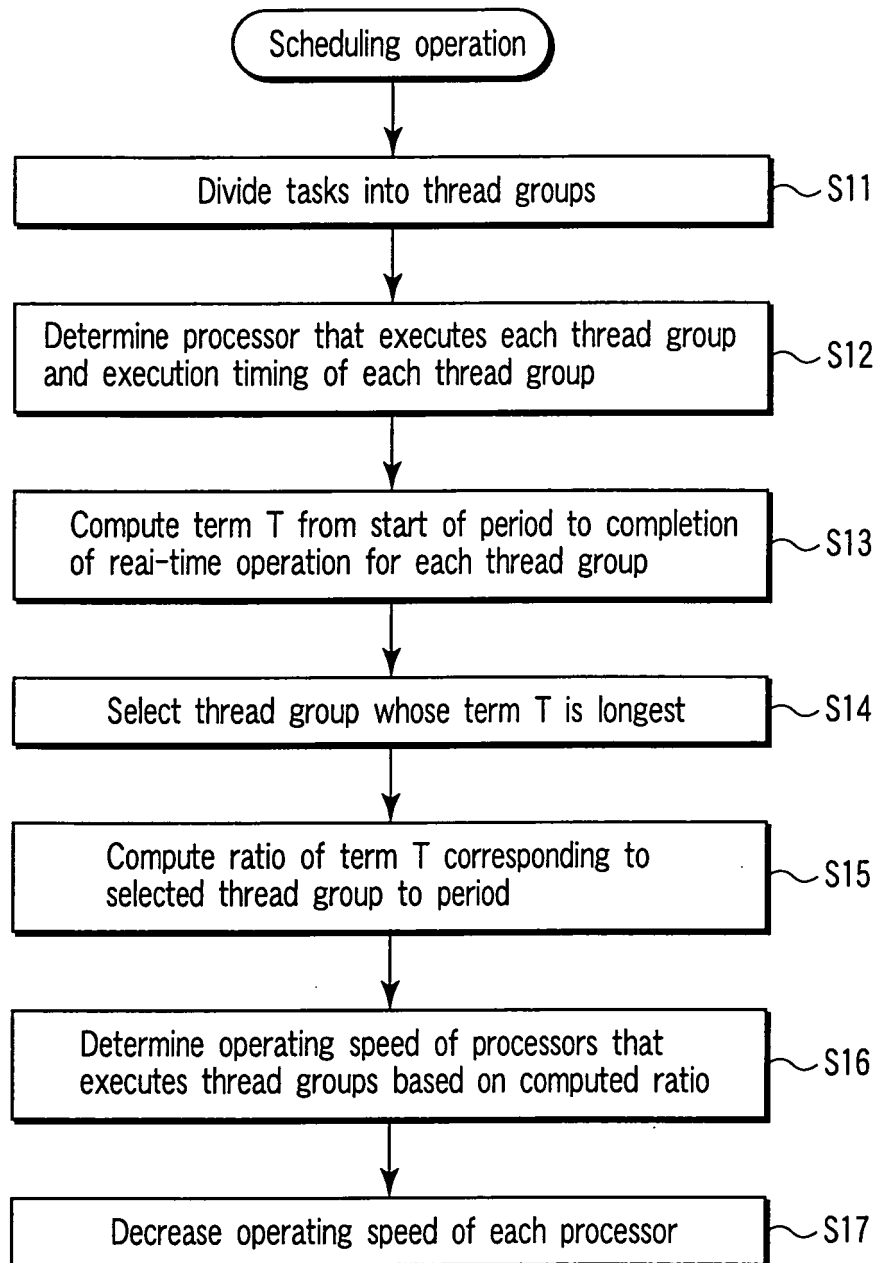 Scheduling operation
Divide tasks into thread groups
S11
Determine processor that executes each thread group
and execution timing of each thread group
S12
Compute term T from start of period to completion
of reai-time operation for each thread group
S13
Select thread group whose term T is longest
S14
Compute ratio of term T corresponding to
selected thread group to period
S15
Determine operating speed of processors that
executes thread groups based on computed ratio
S16
Decrease operating speed of each processor
S17